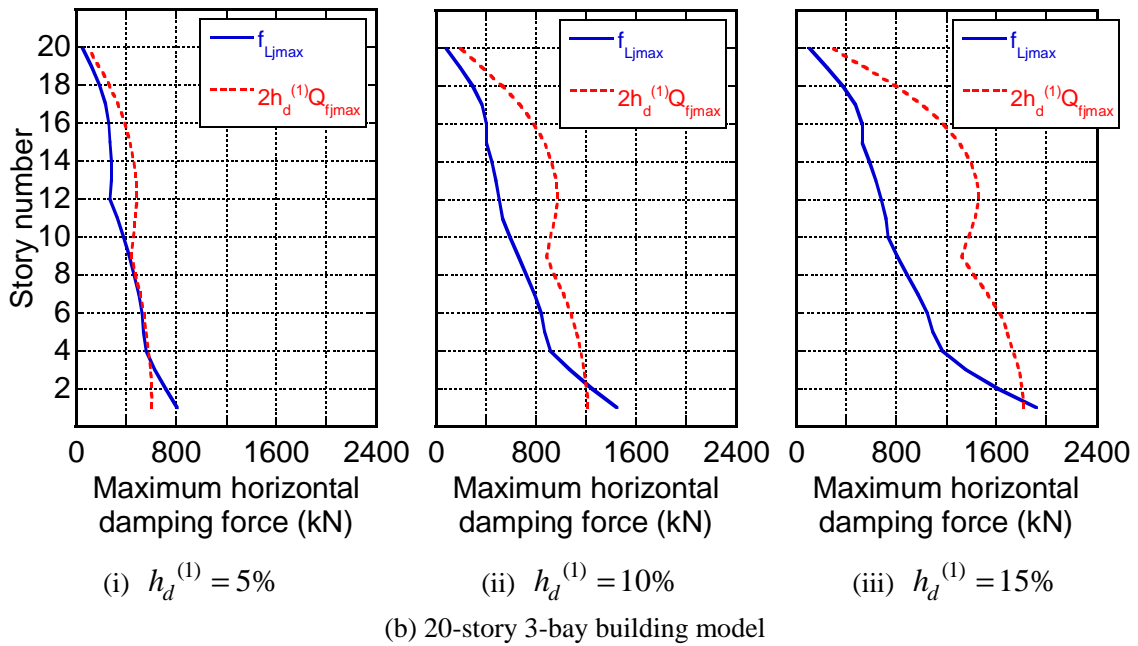 f_Ljmax
2h_d^(1)Q_fjmax
f_Ljmax
2h_d^(1)Q_fjmax
f_Ljmax
2h_d^(1)Q_fjmax
Story number
20
18
16
14
12
10
8
6
4
2
0 800 1600 2400 0 800 1600 2400 0 800 1600 2400
Maximum horizontal Maximum horizontal Maximum horizontal
damping force (kN) damping force (kN) damping force (kN)
(i) h_d^(1) = 5% (ii) h_d^(1) = 10% (iii) h_d^(1) = 15%
(b) 20-story 3-bay building model